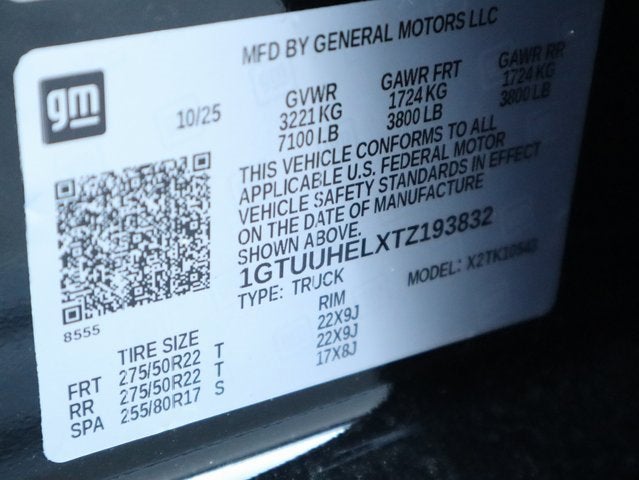 MFD BY GENERAL MOTORS LLC
gm
10/25
GVWR GAWR FRT GAWR RR
3221 KG 1724 KG 1724 KG
7100 LB 3800 LB 3800 LB
THIS VEHICLE CONFORMS TO ALL
APPLICABLE U.S. FEDERAL MOTOR
VEHICLE SAFETY STANDARDS IN EFFECT
ON THE DATE OF MANUFACTURE
SHOWN ABOVE.
1GTUUHELXTZ193832
TYPE: TRUCK MODEL:
8555
TIRE SIZE RIM
FRT 275/50R22 T 22X9J
RR 275/50R22 T 22X9J
SPA 255/80R17 S 17X8J